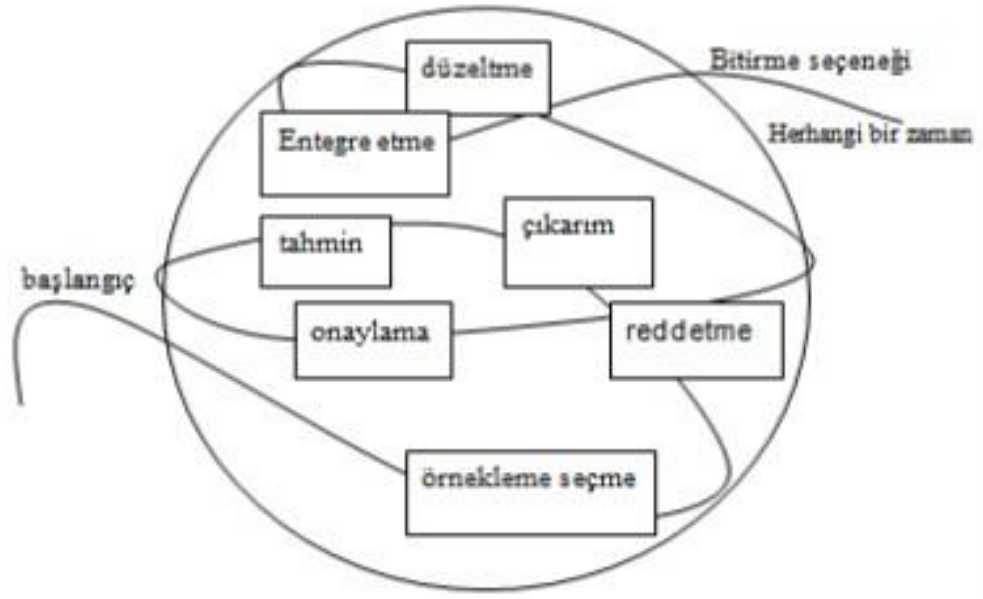 düzeltme
Bitirme seçeneği
Herhangi bir zaman
Entegre etme
çıkarım
tahmin
başlangıç
onaylama
reddetme
örnekleme seçme